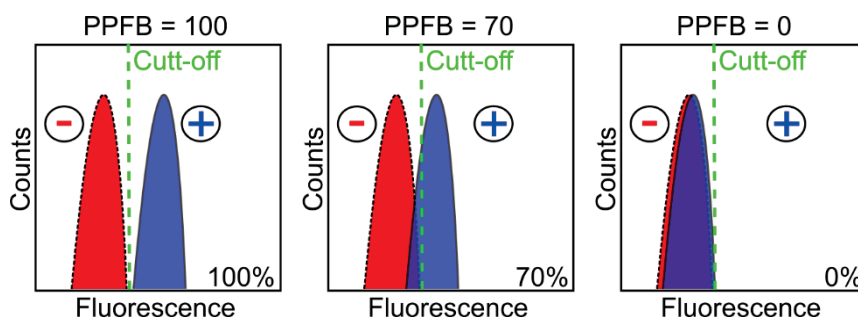 PPFB = 100
Cutt-off
-
+
Counts
100%
Fluorescence
PPFB = 70
Cutt-off
-
+
Counts
70%
Fluorescence
PPFB = 0
Cutt-off
-
+
Counts
0%
Fluorescence